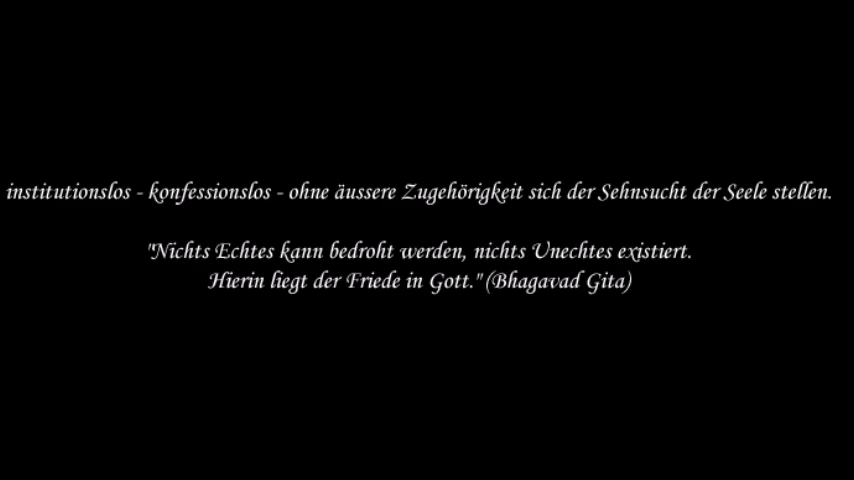 institutionslos - konfessionslos - ohne äussere Zugehörigkeit sich der Sehnsucht der Seele stellen.
"Nichts Echtes kann bedroht werden, nichts Unechtes existiert.
Hierin liegt der Friede in Gott." (Bhagavad Gita)